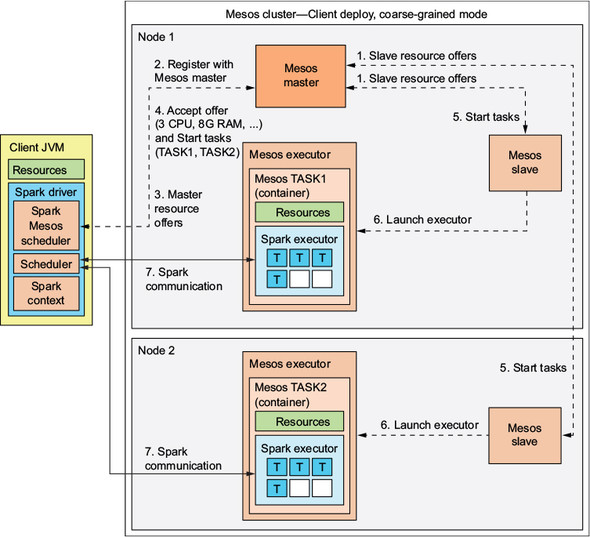 Mesos cluster—Client deploy, coarse-grained mode
Node 1
2. Register with
Mesos master
Mesos
master
1. Slave resource offers
1. Slave resource offers
4. Accept offer
(3 CPU, 8G RAM, ...)
and Start tasks
(TASK1, TASK2)
5. Start tasks
Client JVM
Resources
Spark driver
Spark
Mesos
scheduler
Scheduler
Spark
context
3. Master
resource
offers
Mesos executor
Mesos TASK1
(container)
Resources
Spark executor
T T T
T
Mesos
slave
6. Launch executor
7. Spark
communication
Node 2
Mesos executor
Mesos TASK2
(container)
Resources
Spark executor
T T T
T
5. Start tasks
6. Launch executor
Mesos
slave
7. Spark
communication